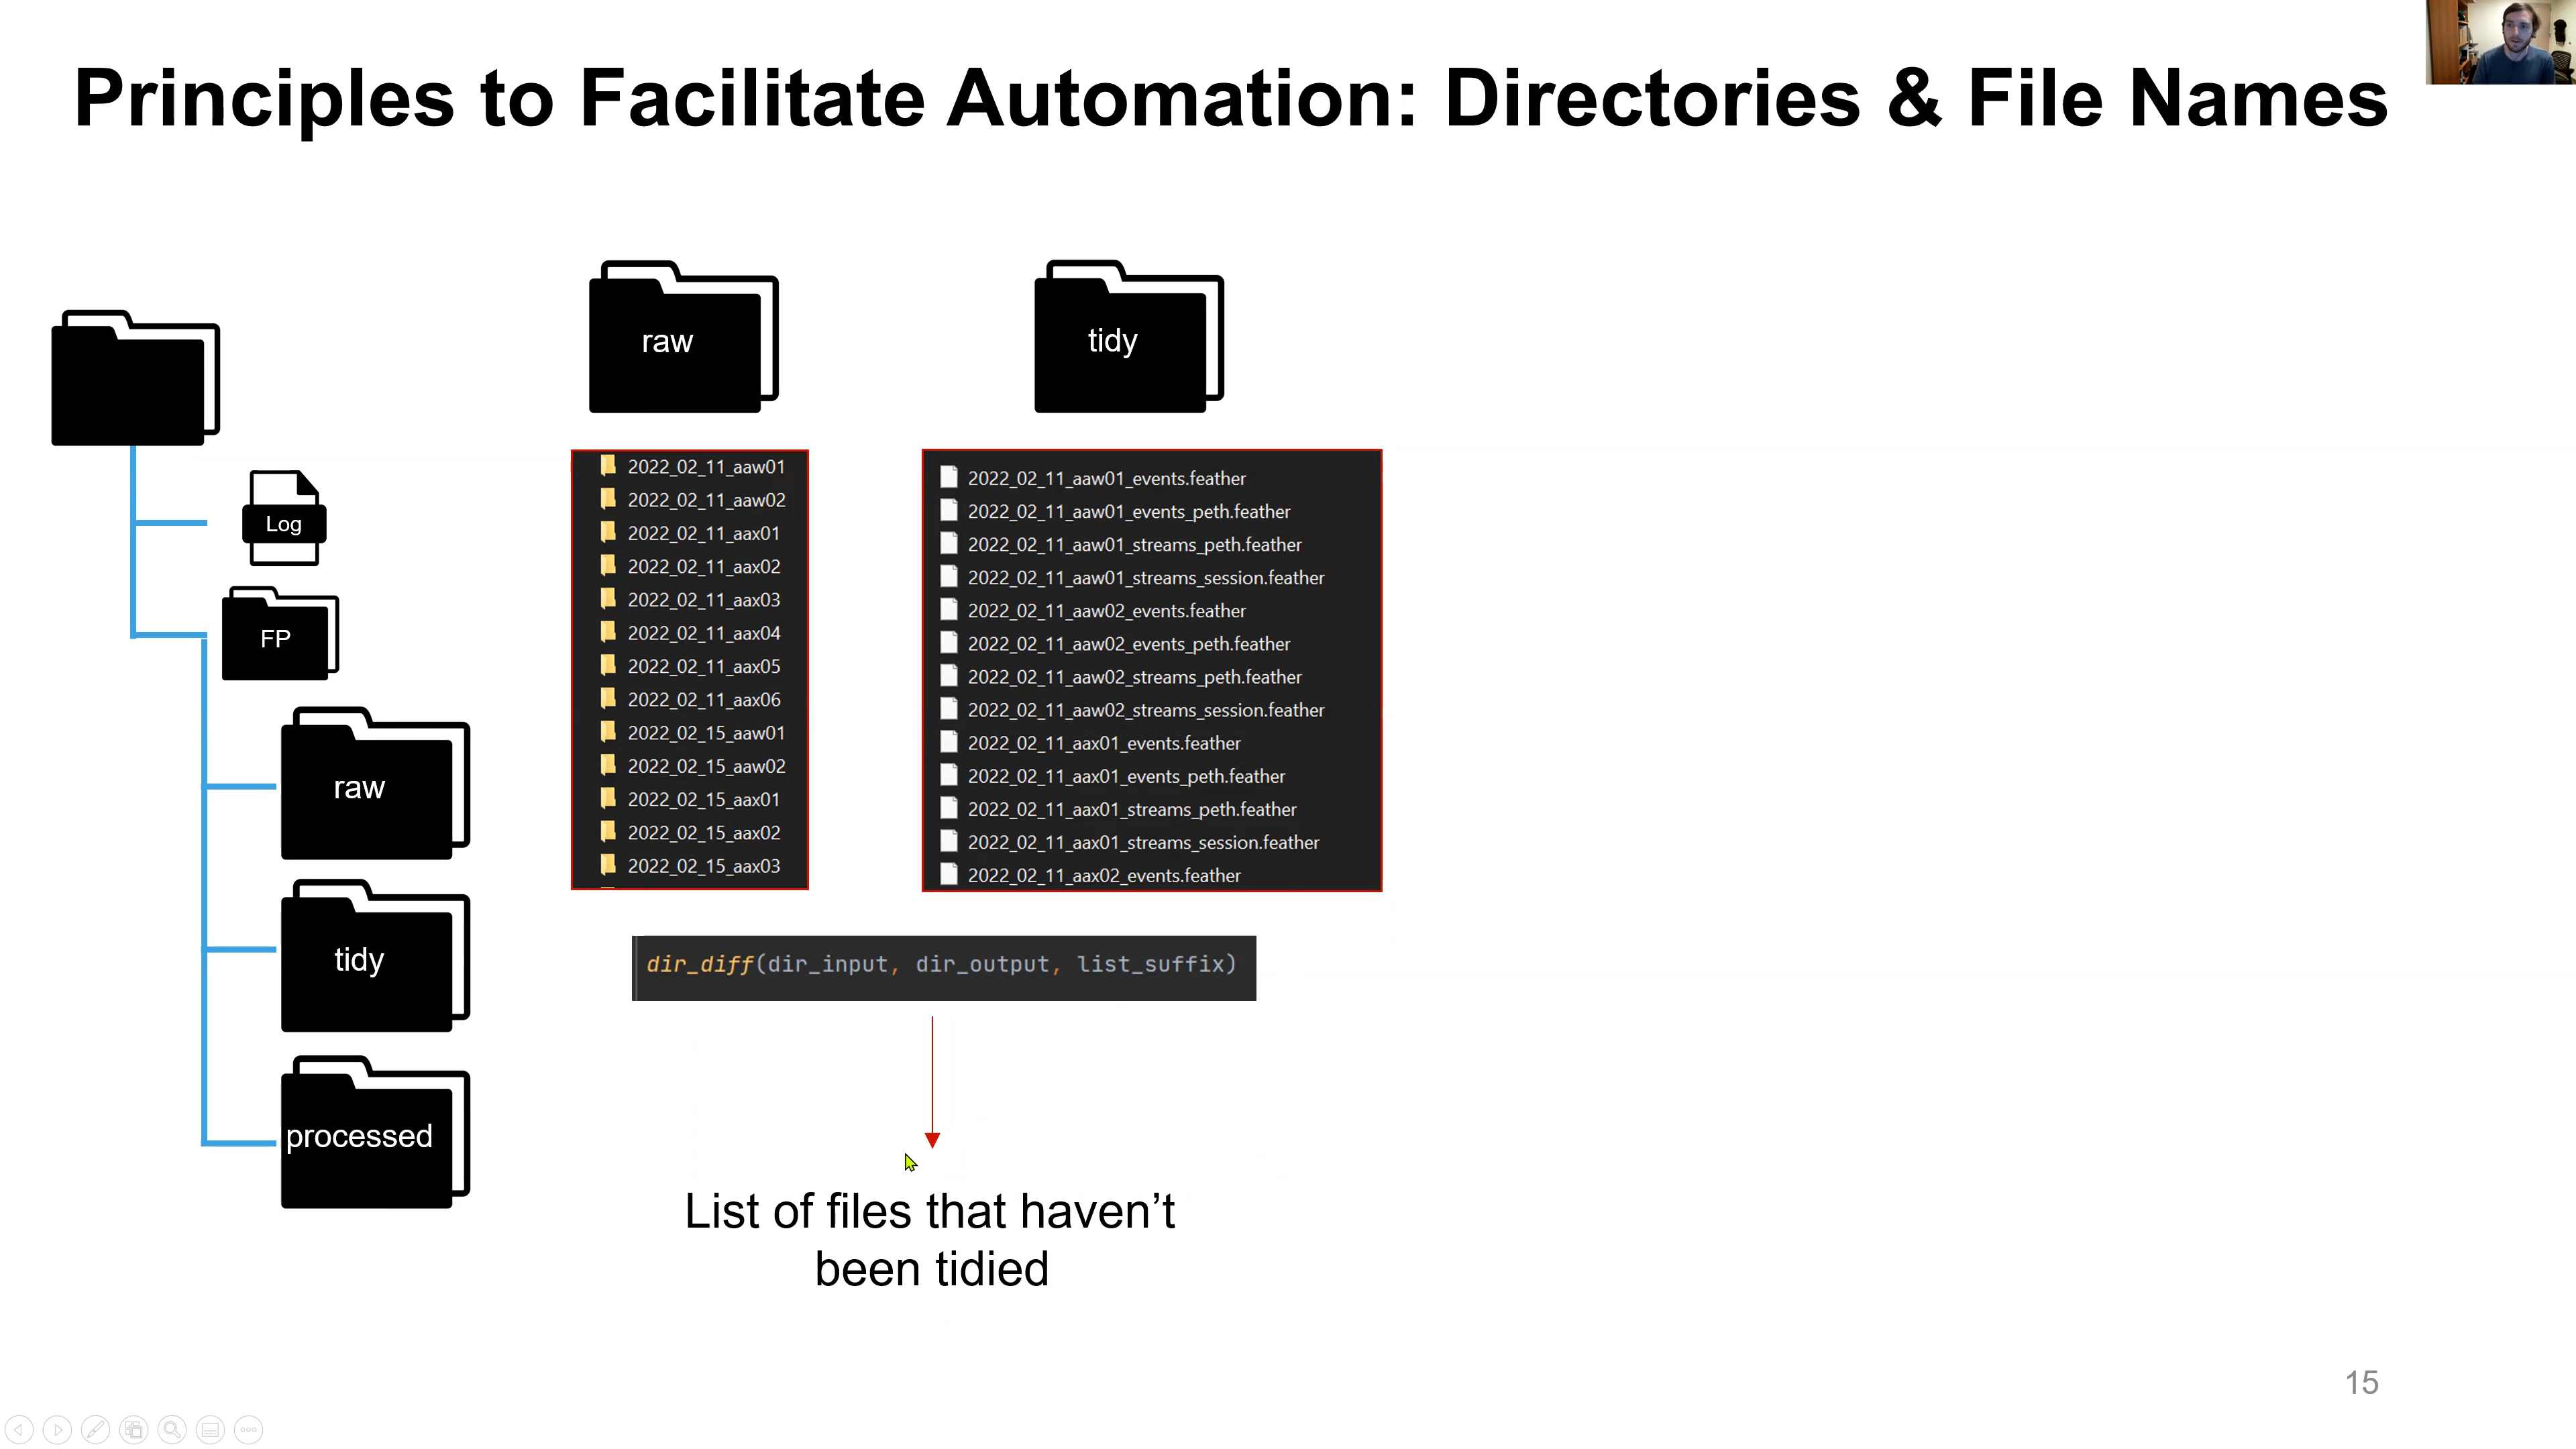 Principles to Facilitate Automation: Directories & File Names
Log
FP
raw
tidy
processed
raw
2022_02_11_aaw01
2022_02_11_aaw02
2022_02_11_aax01
2022_02_11_aax02
2022_02_11_aax03
2022_02_11_aax04
2022_02_11_aax05
2022_02_11_aax06
2022_02_15_aaw01
2022_02_15_aaw02
2022_02_15_aax01
2022_02_15_aax02
2022_02_15_aax03
tidy
2022_02_11_aaw01_events.feather
2022_02_11_aaw01_events_peth.feather
2022_02_11_aaw01_streams_peth.feather
2022_02_11_aaw01_streams_session.feather
2022_02_11_aaw02_events.feather
2022_02_11_aaw02_events_peth.feather
2022_02_11_aaw02_streams_peth.feather
2022_02_11_aaw02_streams_session.feather
2022_02_11_aax01_events.feather
2022_02_11_aax01_events_peth.feather
2022_02_11_aax01_streams_peth.feather
2022_02_11_aax01_streams_session.feather
2022_02_11_aax02_events.feather
dir_diff(dir_input, dir_output, list_suffix)
List of files that haven’t
been tidied
15